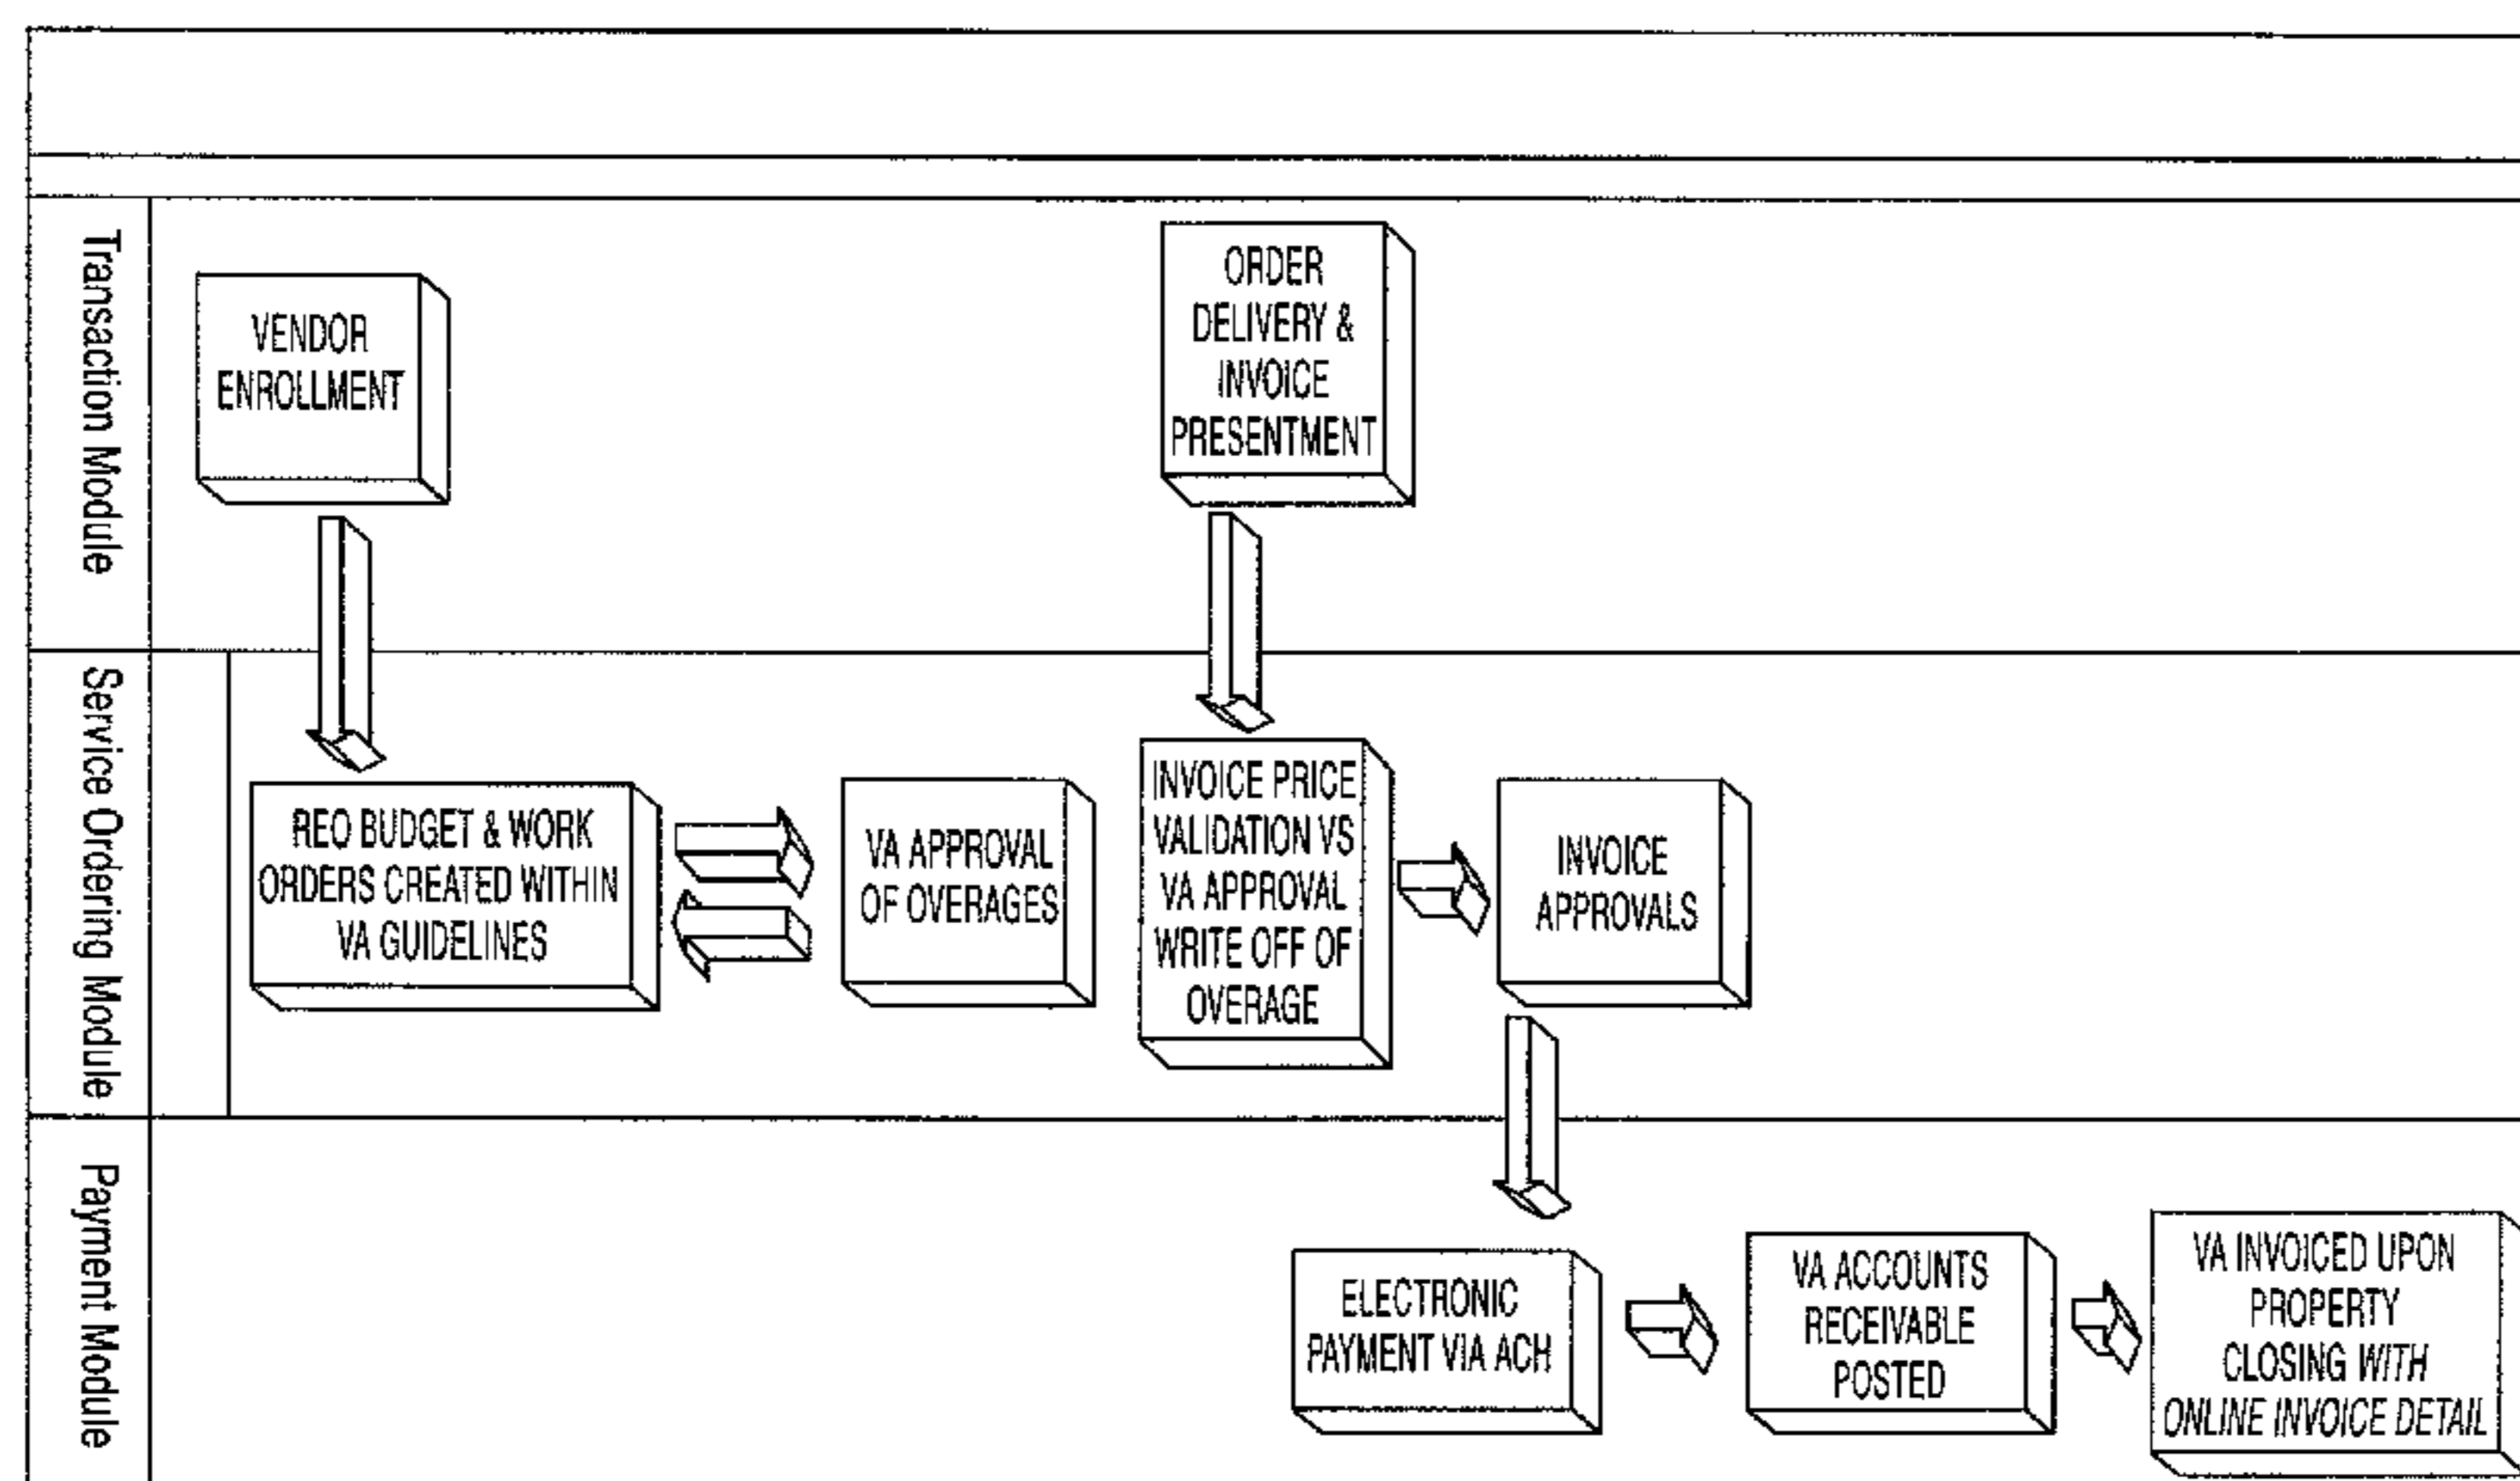 Transaction Module
VENDOR
ENROLLMENT
ORDER
DELIVERY &
INVOICE
PRESENTMENT
Service Ordering Module
REO BUDGET & WORK
ORDERS CREATED WITHIN
VA GUIDELINES
VA APPROVAL
OF OVERAGES
INVOICE PRICE
VALIDATION VS
VA APPROVAL
WRITE OFF OF
OVERAGE
INVOICE
APPROVALS
Payment Module
ELECTRONIC
PAYMENT VIA ACH
VA ACCOUNTS
RECEIVABLE
POSTED
VA INVOICED UPON
PROPERTY
CLOSING WITH
ONLINE INVOICE DETAIL